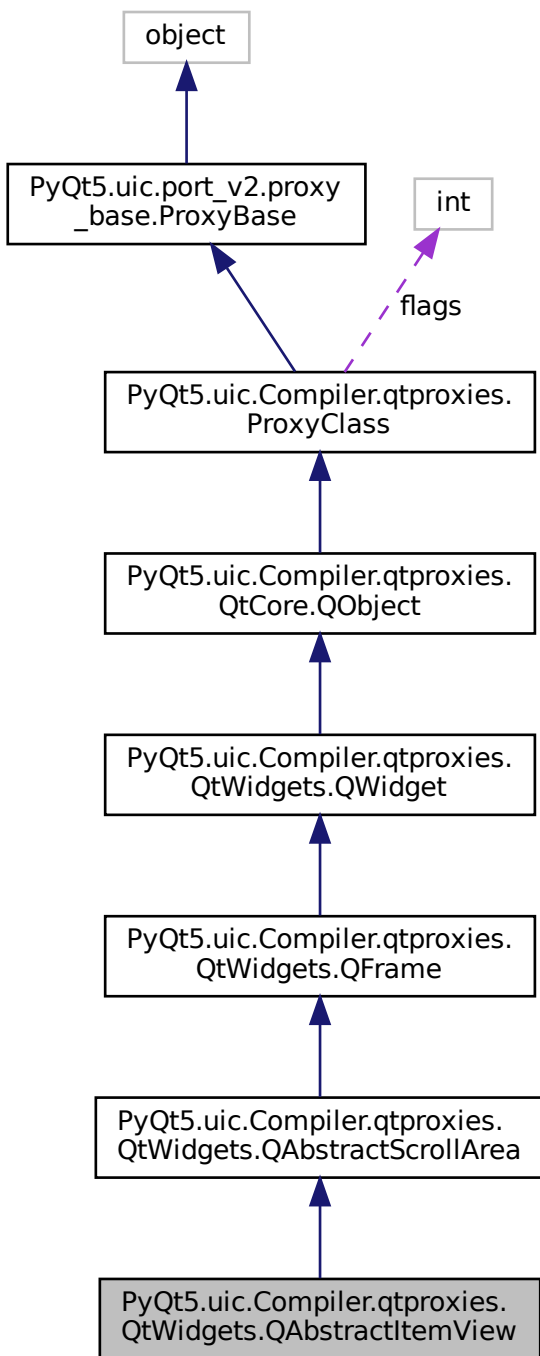 object
PyQt5.uic.port_v2.proxy
_base.ProxyBase
int
flags
PyQt5.uic.Compiler.qtproxies.
ProxyClass
PyQt5.uic.Compiler.qtproxies.
QtCore.QObject
PyQt5.uic.Compiler.qtproxies.
QtWidgets.QWidget
PyQt5.uic.Compiler.qtproxies.
QtWidgets.QFrame
PyQt5.uic.Compiler.qtproxies.
QtWidgets.QAbstractScrollArea
PyQt5.uic.Compiler.qtproxies.
QtWidgets.QAbstractItemView